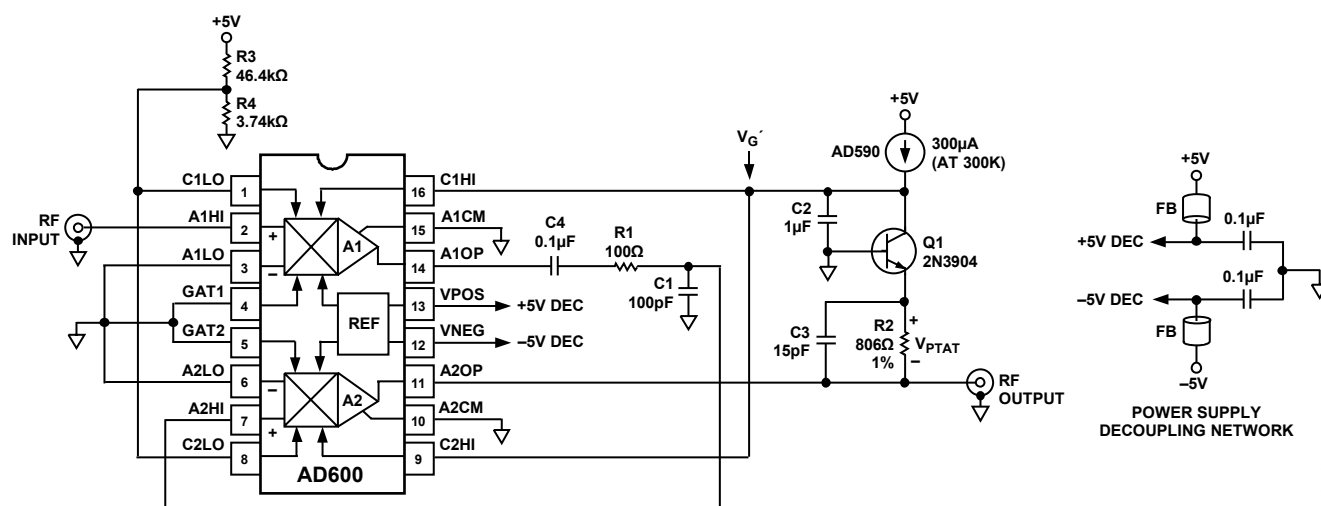 +5V
R3
46.4kΩ
R4
3.74kΩ
C1LO
1
A1HI
2
RF
INPUT
+
A1LO
3
−
GAT1
4
GAT2
5
A2LO
6
−
A2HI
7
+
C2LO
8
A1
REF
A2
AD600
C1HI
16
A1CM
15
A1OP
14
VPOS
13
+5V DEC
VNEG
12
−5V DEC
A2OP
11
A2CM
10
C2HI
9
C4
0.1µF
R1
100Ω
C1
100pF
VG´
+5V
AD590
300µA
(AT 300K)
C2
1µF
Q1
2N3904
C3
15pF
R2
806Ω
1%
+
VPTAT
−
RF
OUTPUT
+5V
FB
0.1µF
+5V DEC
0.1µF
−5V DEC
FB
−5V
POWER SUPPLY
DECOUPLING NETWORK